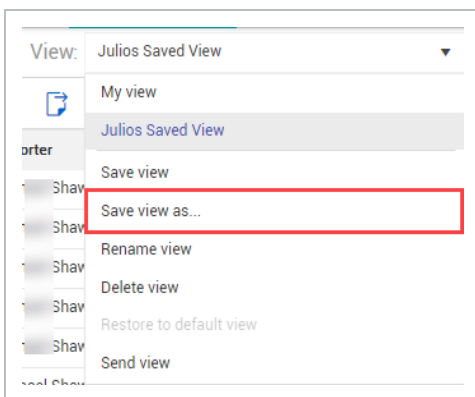 View: Julios Saved View
My view
Julios Saved View
orter
Save view
Shaw
Save view as...
Shaw
Rename view
Shaw
Delete view
Shaw
Restore to default view
Shaw
Send view